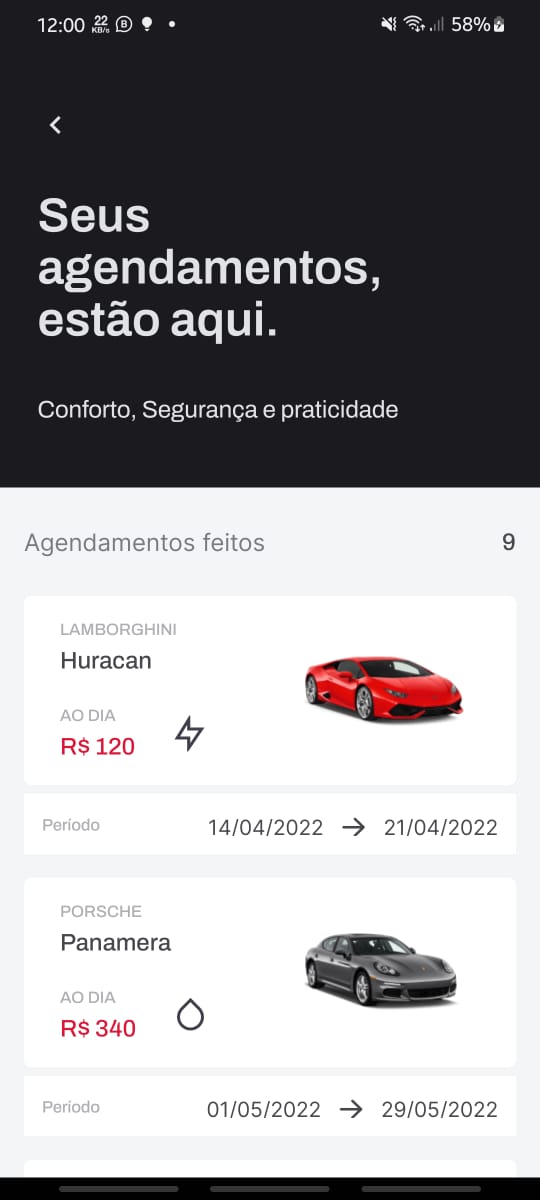 12:00 22 KB/s B 58%
Seus
agendamentos,
estão aqui.
Conforto, Segurança e praticidade
Agendamentos feitos 9
LAMBORGHINI
Huracan
AO DIA
R$ 120
Período 14/04/2022 → 21/04/2022
PORSCHE
Panamera
AO DIA
R$ 340
Período 01/05/2022 → 29/05/2022